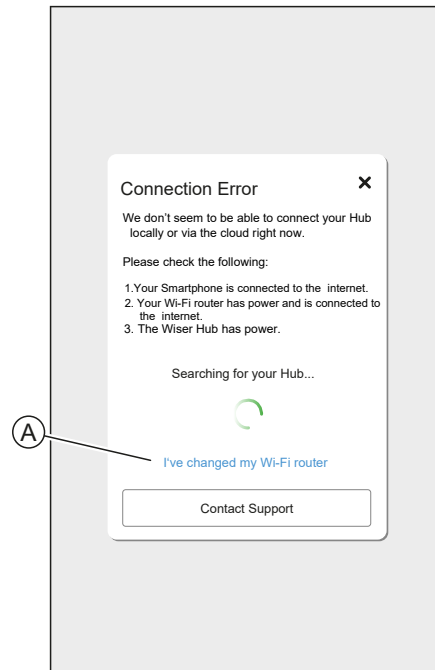 Connection Error
We don't seem to be able to connect your Hub
locally or via the cloud right now.
Please check the following:
1.Your Smartphone is connected to the internet.
2. Your Wi-Fi router has power and is connected to
the internet.
3. The Wiser Hub has power.
Searching for your Hub...
A
I've changed my Wi-Fi router
Contact Support